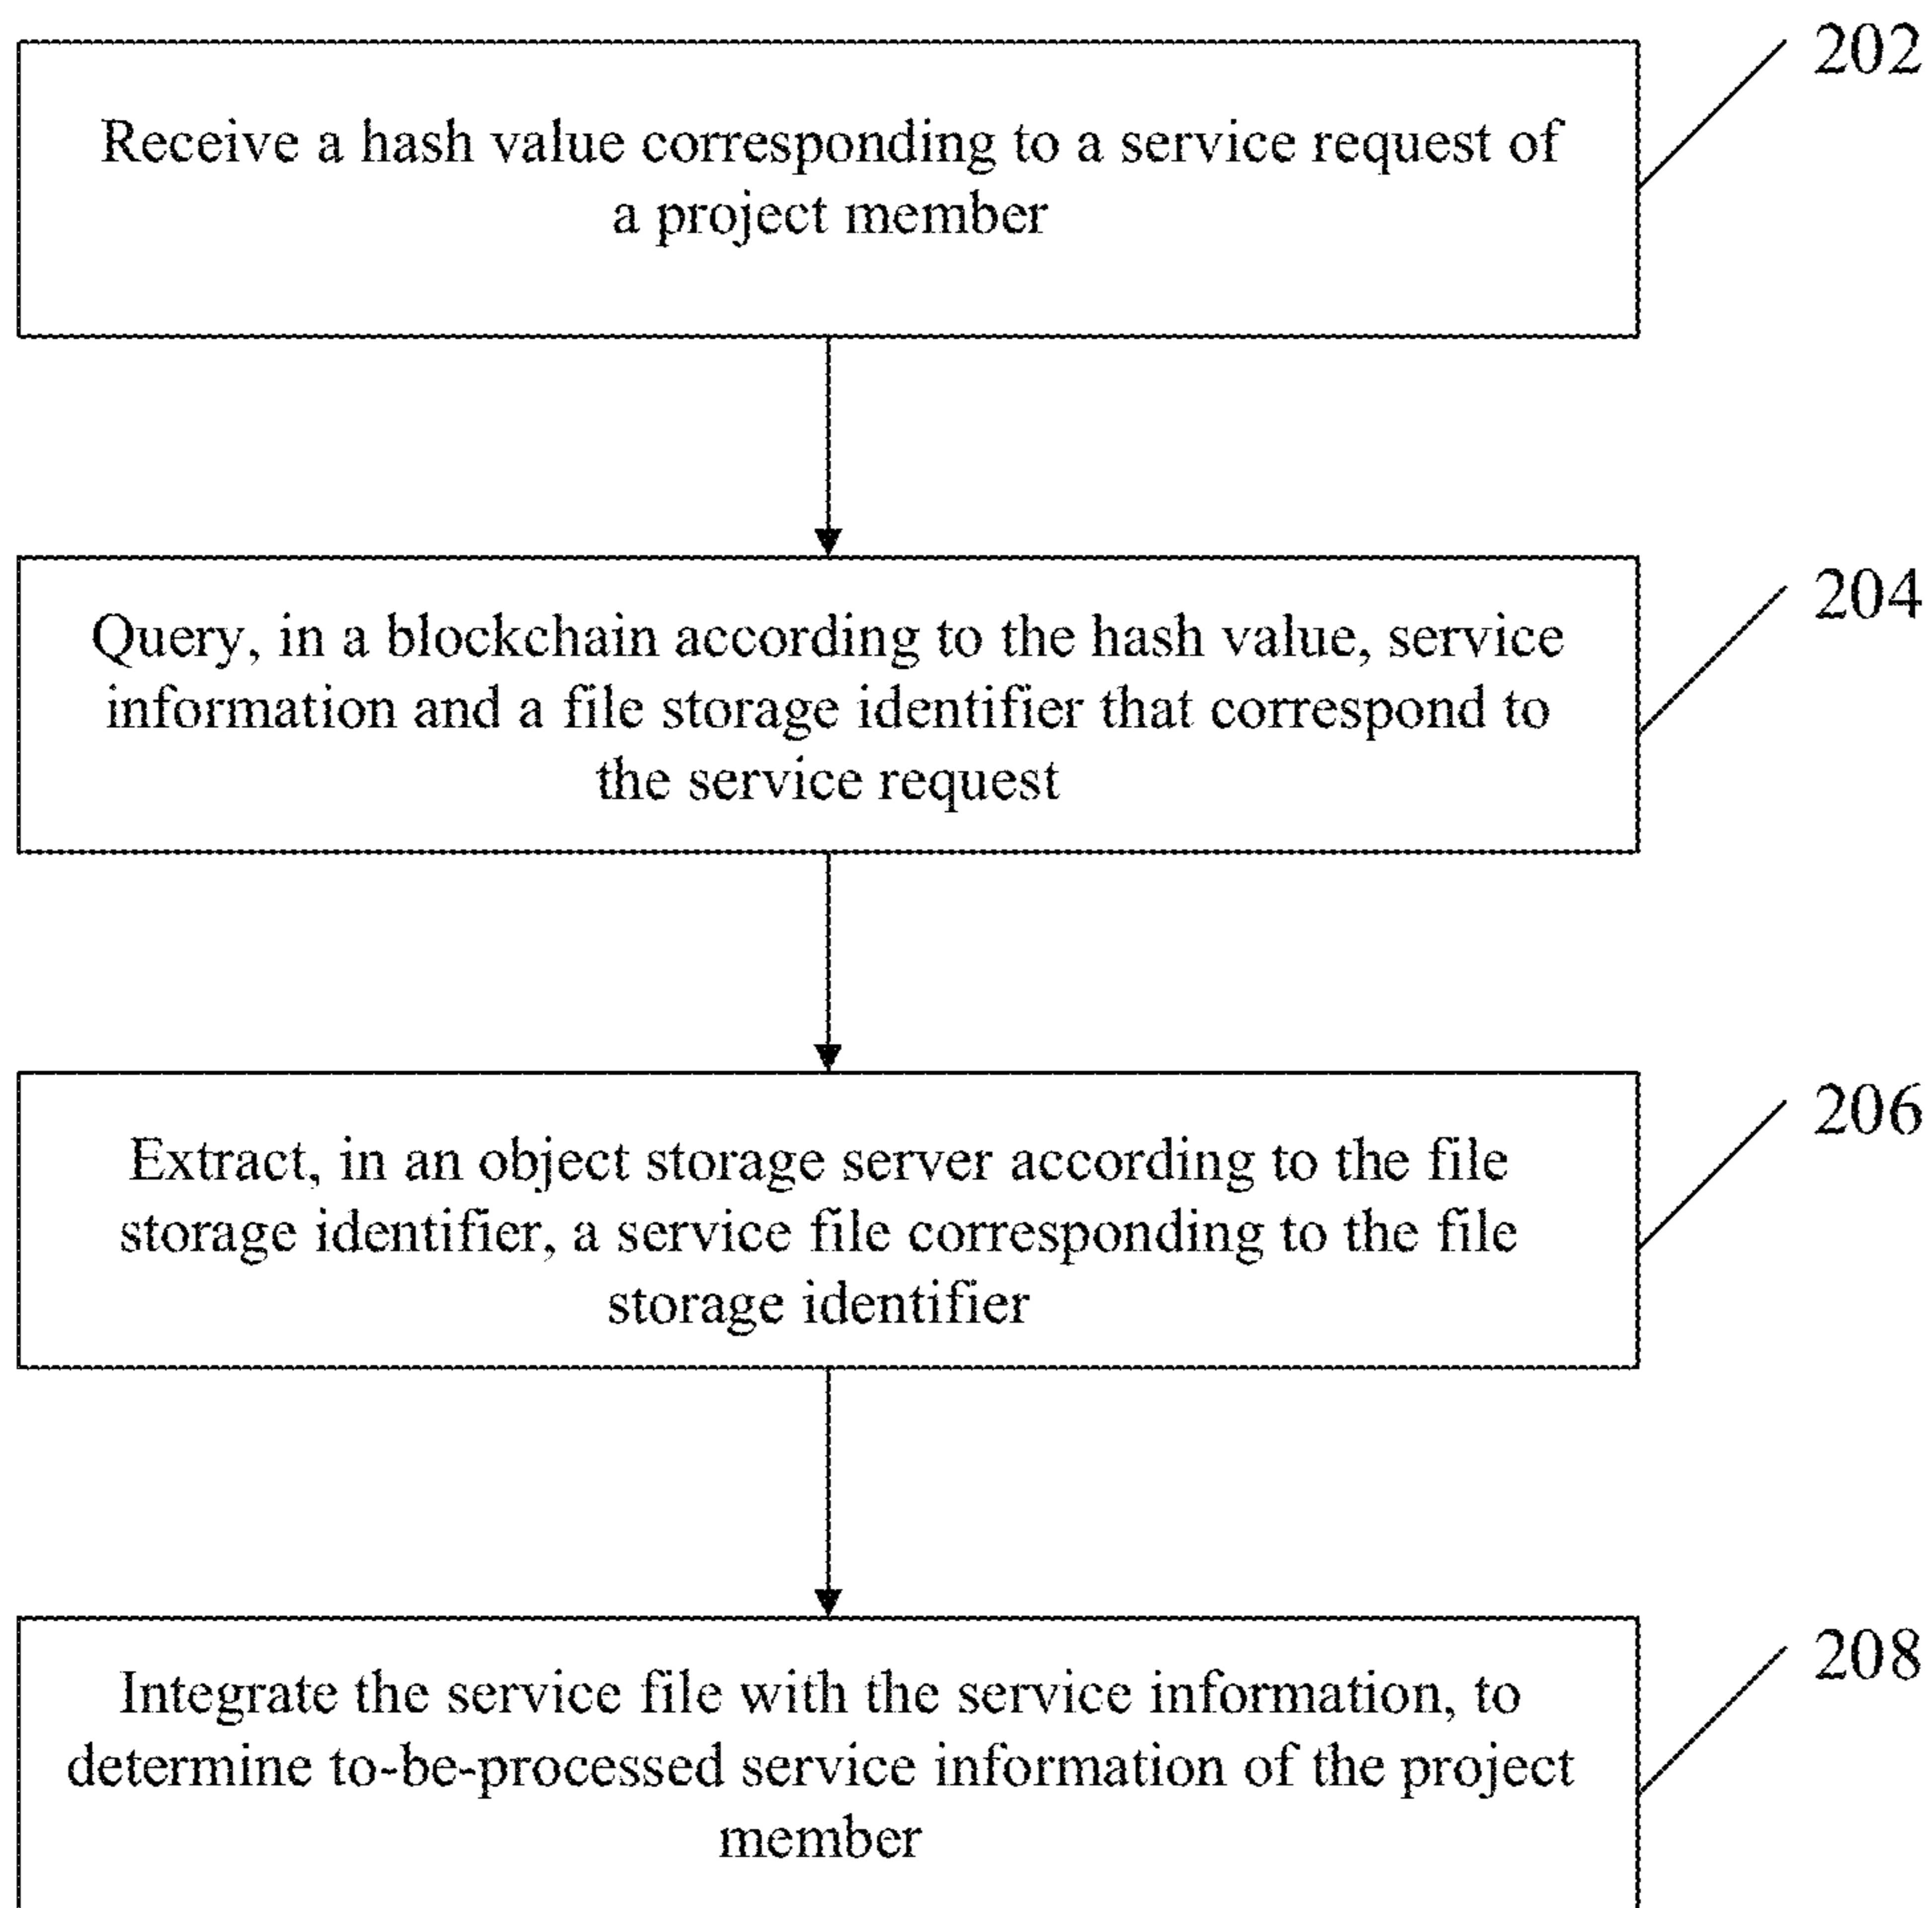 202
Receive a hash value corresponding to a service request of
a project member
204
Query, in a blockchain according to the hash value, service
information and a file storage identifier that correspond to
the service request
206
Extract, in an object storage server according to the file
storage identifier, a service file corresponding to the file
storage identifier
208
Integrate the service file with the service information, to
determine to-be-processed service information of the project
member